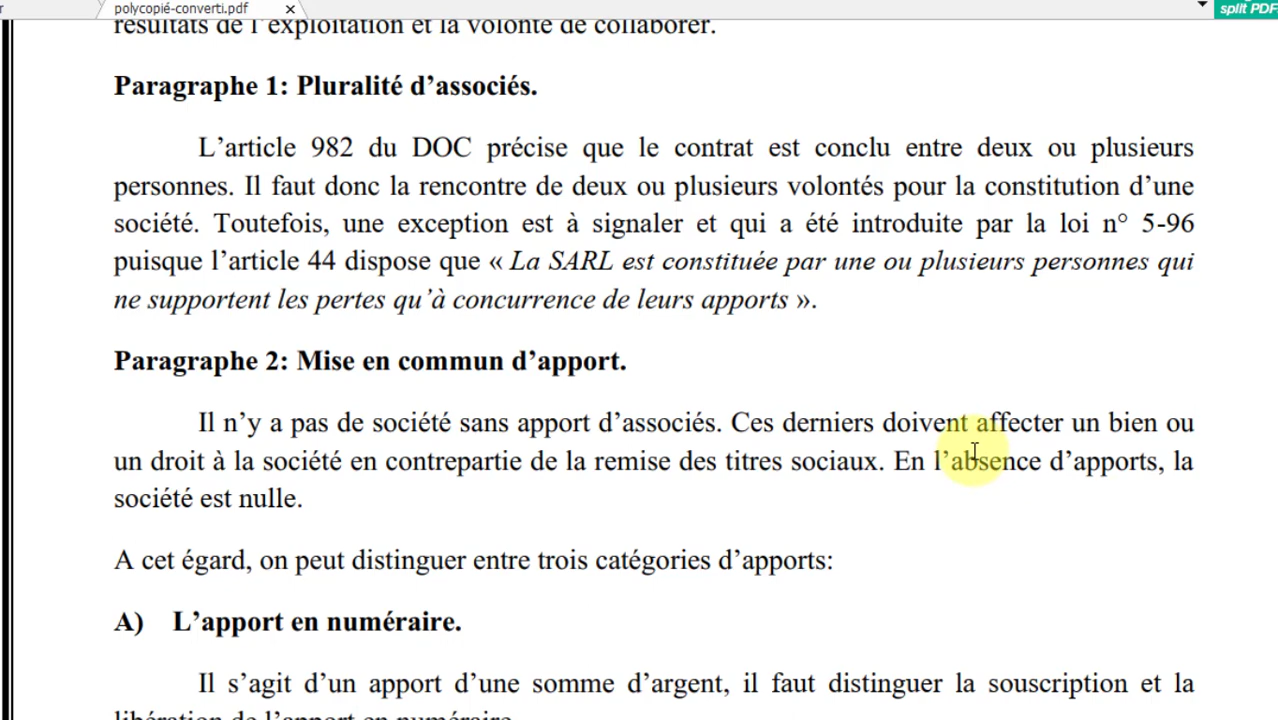 polycopié-converti.pdf
split PDF
résultats de l’exploitation et la volonté de collaborer.
Paragraphe 1: Pluralité d’associés.
L’article 982 du DOC précise que le contrat est conclu entre deux ou plusieurs
personnes. Il faut donc la rencontre de deux ou plusieurs volontés pour la constitution d’une
société. Toutefois, une exception est à signaler et qui a été introduite par la loi n° 5-96
puisque l’article 44 dispose que « La SARL est constituée par une ou plusieurs personnes qui
ne supportent les pertes qu’à concurrence de leurs apports ».
Paragraphe 2: Mise en commun d’apport.
Il n’y a pas de société sans apport d’associés. Ces derniers doivent affecter un bien ou
un droit à la société en contrepartie de la remise des titres sociaux. En l’absence d’apports, la
société est nulle.
A cet égard, on peut distinguer entre trois catégories d’apports:
A) L’apport en numéraire.
Il s’agit d’un apport d’une somme d’argent, il faut distinguer la souscription et la
libération de l’apport en numéraire.